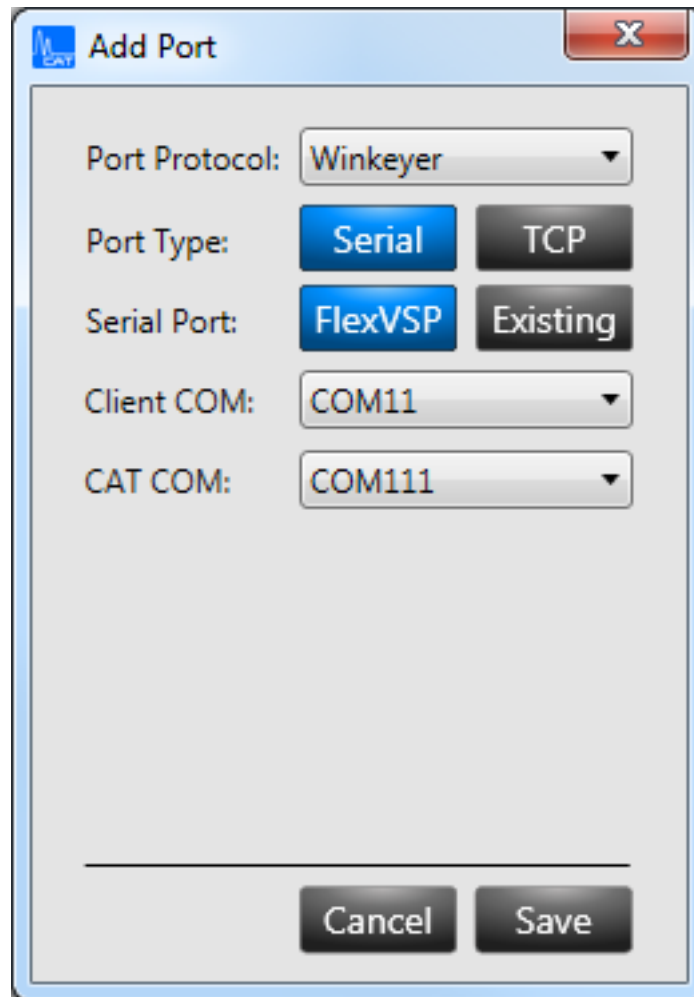 CAT
Add Port
Port Protocol: Winkeyer
Port Type: Serial TCP
Serial Port: FlexVSP Existing
Client COM: COM11
CAT COM: COM111
Cancel Save